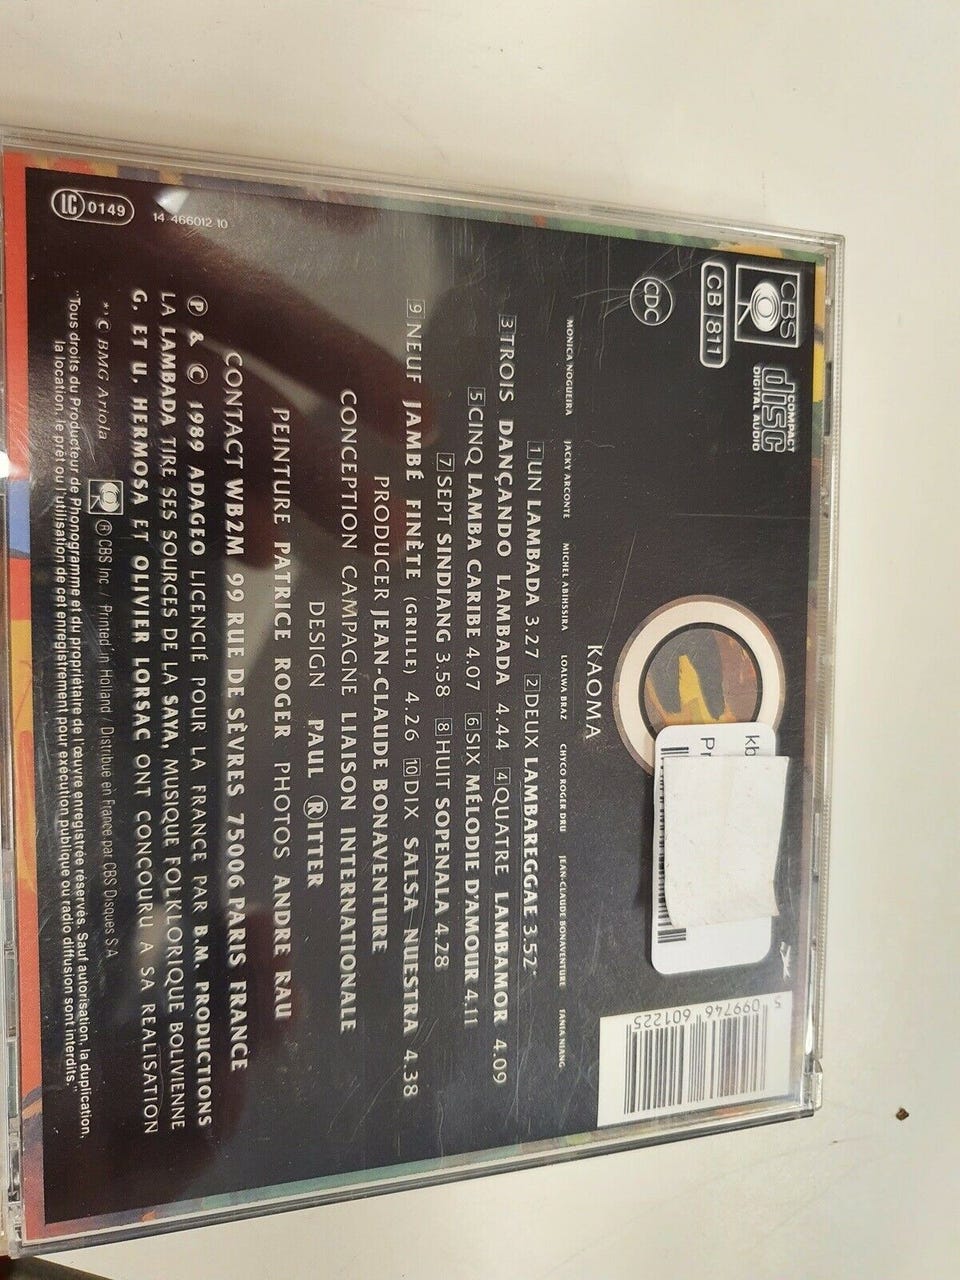 CBS
CB 811
COMPACT
disc
DIGITAL AUDIO
CDC
kb
Pr
5 099746 601225
KAOMA
MONICA NOGUEIRA JACKY ARCONTE MICHEL ABIHSSIRA LOALWA BRAZ CHYCO ROGER DRU JEAN-CLAUDE BONAVENTURE FANIA NIANG
1 UN LAMBADA 3.27 2 DEUX LAMBAREGGAE 3.52*
3 TROIS DANÇANDO LAMBADA 4.44 4 QUATRE LAMBAMOR 4.09
5 CINQ LAMBA CARIBE 4.07 6 SIX MÉLODIE D'AMOUR 4.11
7 SEPT SINDIANG 3.58 8 HUIT SOPENALA 4.28
9 NEUF JAMBÉ FINÈTE (GRILLE) 4.26 10 DIX SALSA NUESTRA 4.38
PRODUCER JEAN-CLAUDE BONAVENTURE
CONCEPTION CAMPAGNE LIAISON INTERNATIONALE
DESIGN PAUL ®ITTER
PEINTURE PATRICE ROGER PHOTOS ANDRE RAU
CONTACT WB2M 99 RUE DE SÈVRES 75006 PARIS FRANCE
Ⓟ & © 1989 ADAGEO LICENCIÉ POUR LA FRANCE PAR B.M. PRODUCTIONS
LA LAMBADA TIRE SES SOURCES DE LA SAYA, MUSIQUE FOLKLORIQUE BOLIVIENNE
G. ET U. HERMOSA ET OLIVIER LORSAC ONT CONCOURU A SA REALISATION
*© BMG Ariola ® CBS Inc./ Printed in Holland / Distribue en France par CBS Disques S.A
"Tous droits du Producteur de Phonogramme et du propriétaire de l'œuvre enregistrée réservés. Sauf autorisation, la duplication,
la location, le prêt ou l'utilisation de cet enregistrement pour exécution publique ou radio diffusion sont interdits."
LC 0149
14-466012-10